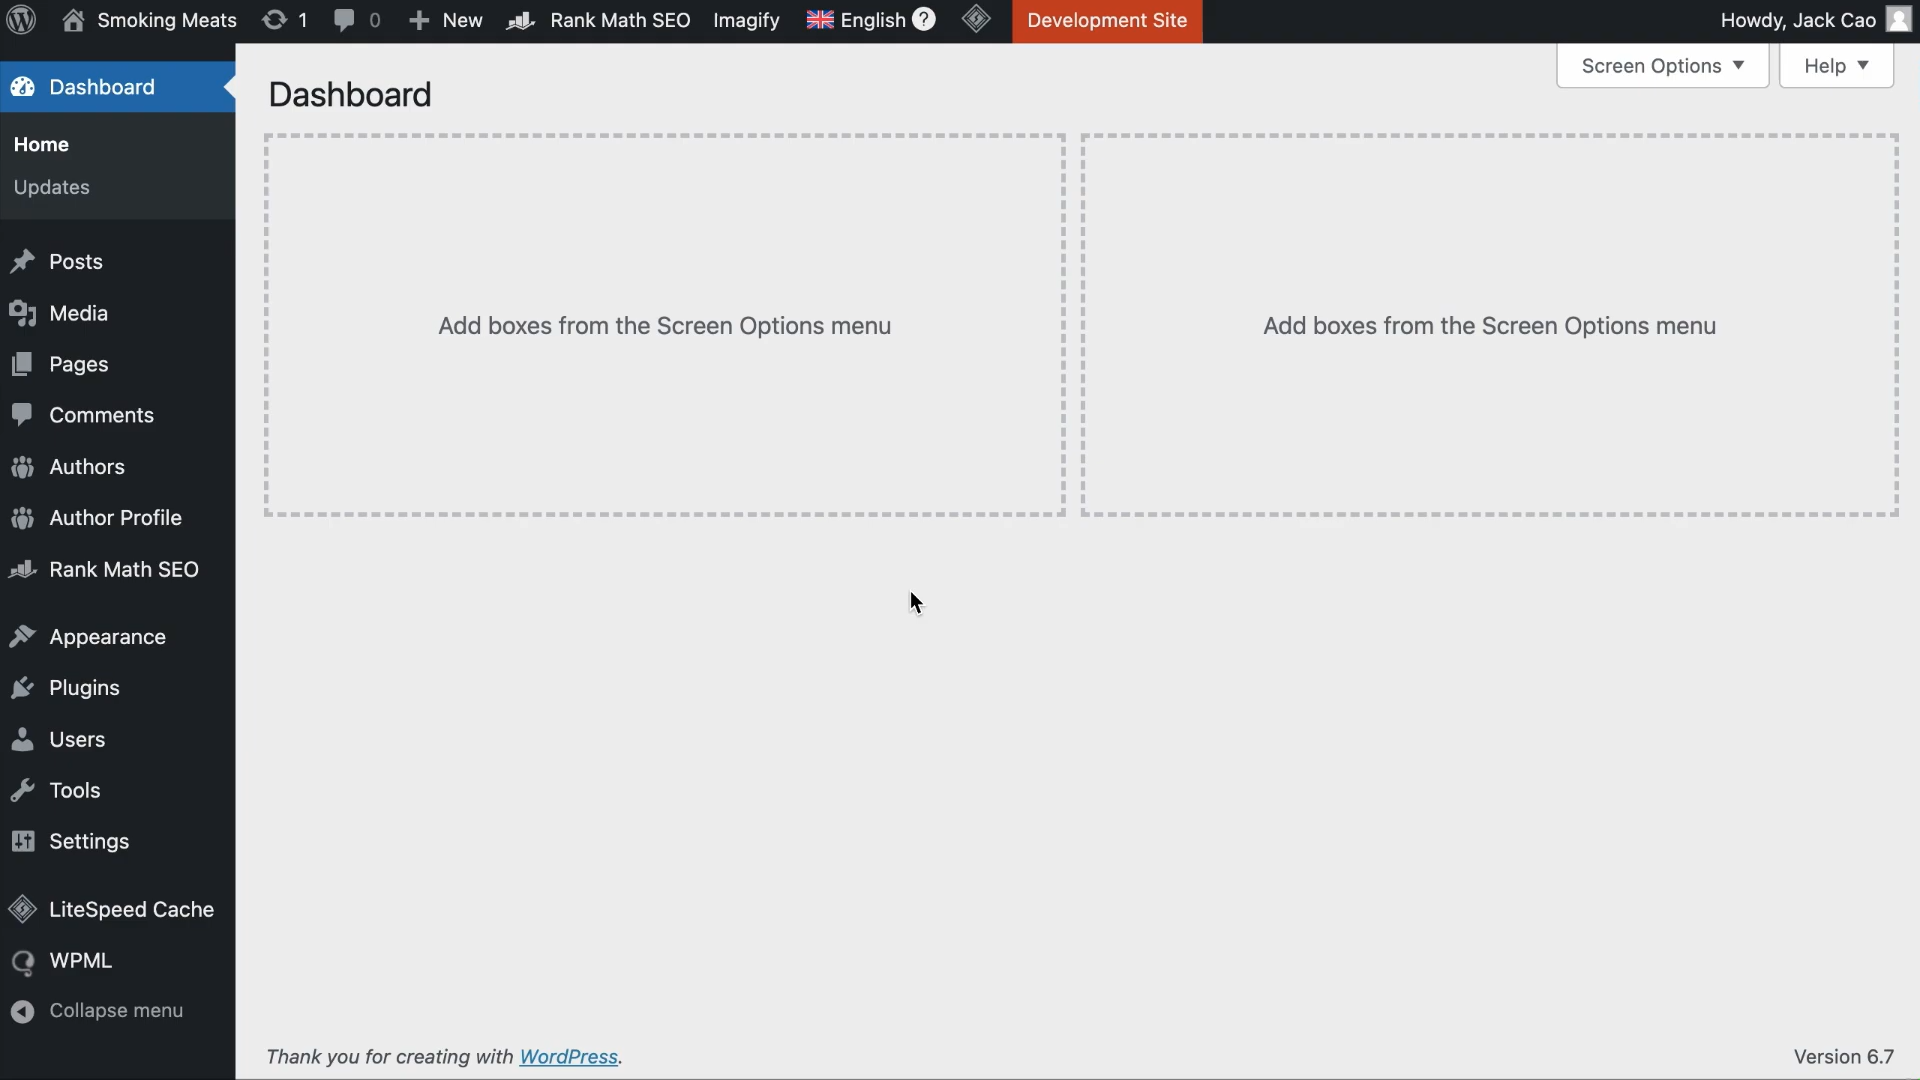 Smoking Meats 1 0 New Rank Math SEO Imagify English ? Development Site Howdy, Jack Cao
Screen Options Help
Dashboard
Home
Updates
Posts
Media
Pages
Comments
Authors
Author Profile
Rank Math SEO
Appearance
Plugins
Users
Tools
Settings
LiteSpeed Cache
WPML
Collapse menu
Dashboard
Add boxes from the Screen Options menu
Add boxes from the Screen Options menu
Thank you for creating with WordPress.
Version 6.7